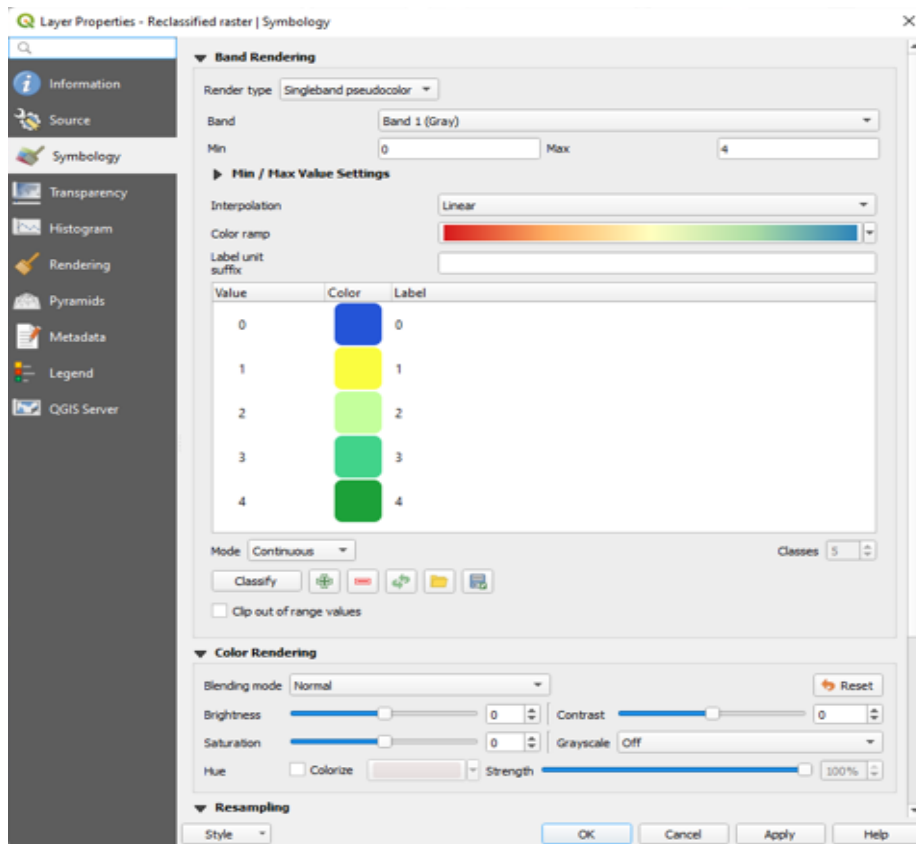 Layer Properties - Reclassified raster | Symbology
Information
Source
Symbology
Transparency
Histogram
Rendering
Pyramids
Metadata
Legend
QGIS Server
Band Rendering
Render type Singleband pseudocolor
Band Band 1 (Gray)
Min 0 Max 4
Min / Max Value Settings
Interpolation Linear
Color ramp
Label unit
suffix
Value Color Label
0 0
1 1
2 2
3 3
4 4
Mode Continuous Classes 5
Classify
Clip out of range values
Color Rendering
Blending mode Normal Reset
Brightness 0 Contrast 0
Saturation 0 Grayscale Off
Hue Colorize Strength 100%
Resampling
Style OK Cancel Apply Help